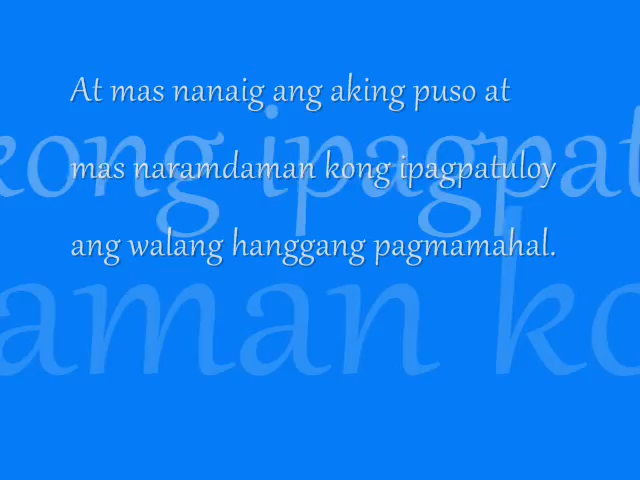 At mas nanaig ang aking puso at
mas naramdaman kong ipagpatuloy
ang walang hanggang pagmamahal.
kong ipagpat
aman ko